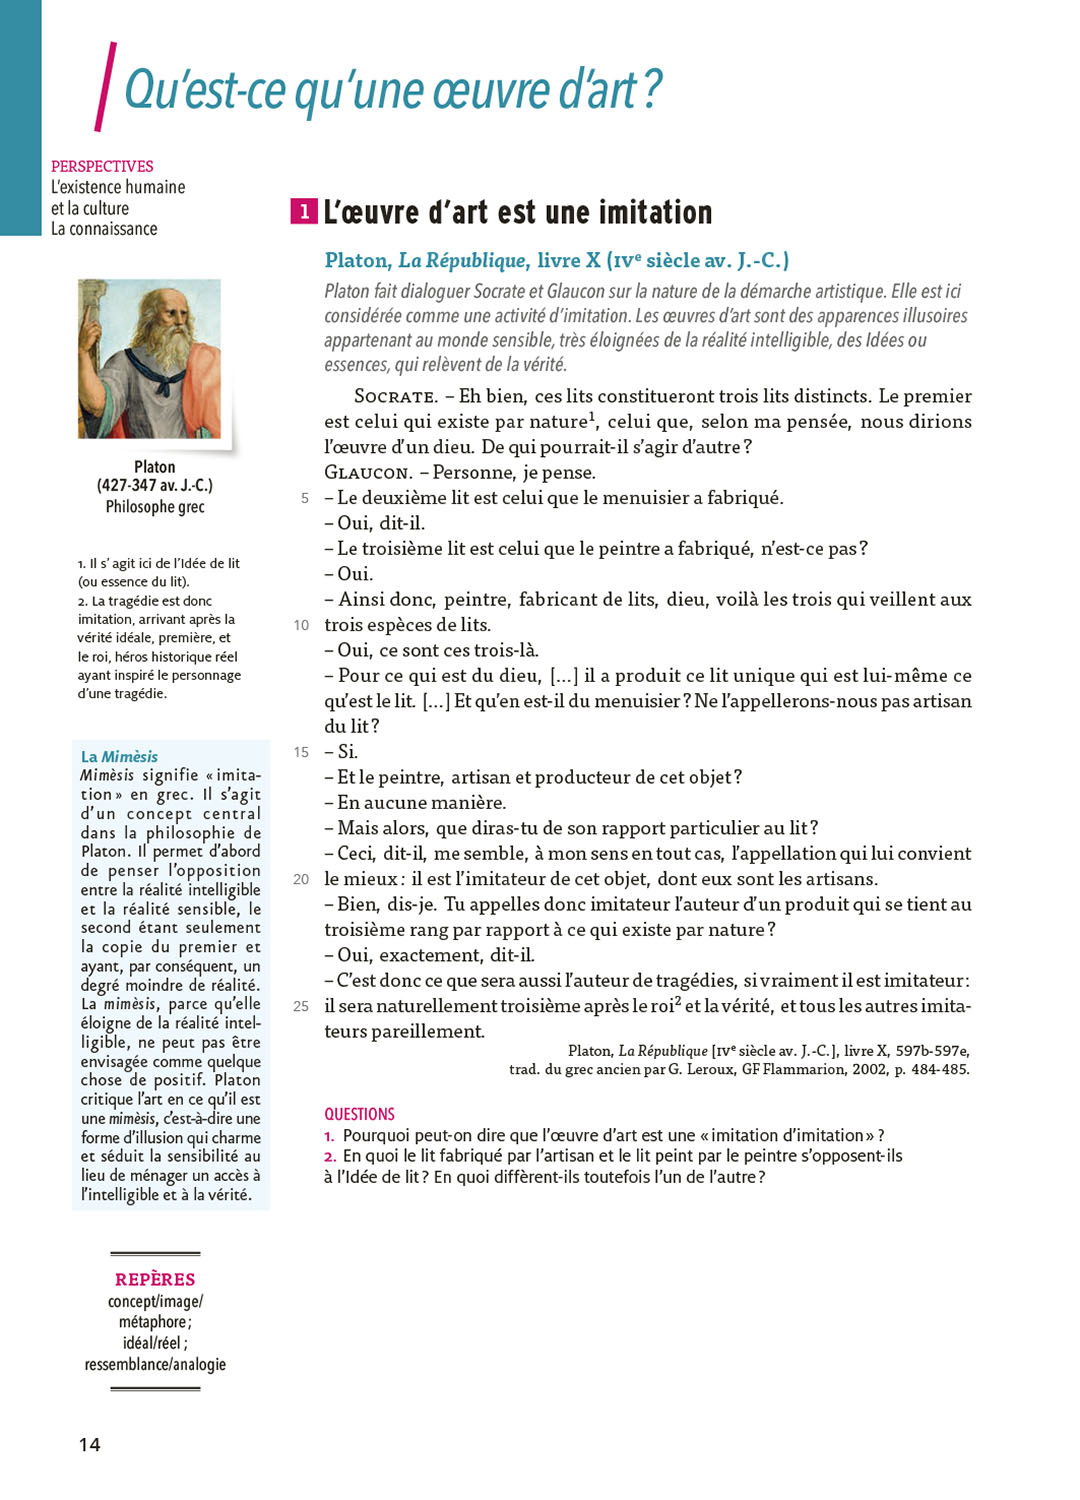 Qu'est-ce qu'une œuvre d'art ?
PERSPECTIVES
L'existence humaine
et la culture
La connaissance
1 L'œuvre d'art est une imitation
Platon, La République, livre X (IVe siècle av. J.-C.)
Platon fait dialoguer Socrate et Glaucon sur la nature de la démarche artistique. Elle est ici
considérée comme une activité d'imitation. Les œuvres d'art sont des apparences illusoires
appartenant au monde sensible, très éloignées de la réalité intelligible, des Idées ou
essences, qui relèvent de la vérité.
SOCRATE. – Eh bien, ces lits constitueront trois lits distincts. Le premier
est celui qui existe par nature1, celui que, selon ma pensée, nous dirions
l'œuvre d'un dieu. De qui pourrait-il s'agir d'autre ?
GLAUCON. – Personne, je pense.
5 – Le deuxième lit est celui que le menuisier a fabriqué.
– Oui, dit-il.
– Le troisième lit est celui que le peintre a fabriqué, n'est-ce pas ?
– Oui.
– Ainsi donc, peintre, fabricant de lits, dieu, voilà les trois qui veillent aux
10 trois espèces de lits.
– Oui, ce sont ces trois-là.
– Pour ce qui est du dieu, [...] il a produit ce lit unique qui est lui-même ce
qu'est le lit. [...] Et qu'en est-il du menuisier ? Ne l'appellerons-nous pas artisan
du lit ?
15 – Si.
– Et le peintre, artisan et producteur de cet objet ?
– En aucune manière.
– Mais alors, que diras-tu de son rapport particulier au lit ?
– Ceci, dit-il, me semble, à mon sens en tout cas, l'appellation qui lui convient
20 le mieux : il est l'imitateur de cet objet, dont eux sont les artisans.
– Bien, dis-je. Tu appelles donc imitateur l'auteur d'un produit qui se tient au
troisième rang par rapport à ce qui existe par nature ?
– Oui, exactement, dit-il.
– C'est donc ce que sera aussi l'auteur de tragédies, si vraiment il est imitateur :
25 il sera naturellement troisième après le roi2 et la vérité, et tous les autres imita-
teurs pareillement.
Platon, La République [IVe siècle av. J.-C.], livre X, 597b-597e,
trad. du grec ancien par G. Leroux, GF Flammarion, 2002, p. 484-485.
QUESTIONS
1. Pourquoi peut-on dire que l'œuvre d'art est une « imitation d'imitation » ?
2. En quoi le lit fabriqué par l'artisan et le lit peint par le peintre s'opposent-ils
à l'Idée de lit ? En quoi diffèrent-ils toutefois l'un de l'autre ?
Platon
(427-347 av. J.-C.)
Philosophe grec
1. Il s' agit ici de l'Idée de lit
(ou essence du lit).
2. La tragédie est donc
imitation, arrivant après la
vérité idéale, première, et
le roi, héros historique réel
ayant inspiré le personnage
d'une tragédie.
La Mimèsis
Mimèsis signifie « imita-
tion » en grec. Il s'agit
d'un concept central
dans la philosophie de
Platon. Il permet d'abord
de penser l'opposition
entre la réalité intelligible
et la réalité sensible, le
second étant seulement
la copie du premier et
ayant, par conséquent, un
degré moindre de réalité.
La mimèsis, parce qu'elle
éloigne de la réalité intel-
ligible, ne peut pas être
envisagée comme quelque
chose de positif. Platon
critique l'art en ce qu'il est
une mimèsis, c'est-à-dire une
forme d'illusion qui charme
et séduit la sensibilité au
lieu de ménager un accès à
l'intelligible et à la vérité.
REPÈRES
concept/image/
métaphore ;
idéal/réel ;
ressemblance/analogie
14